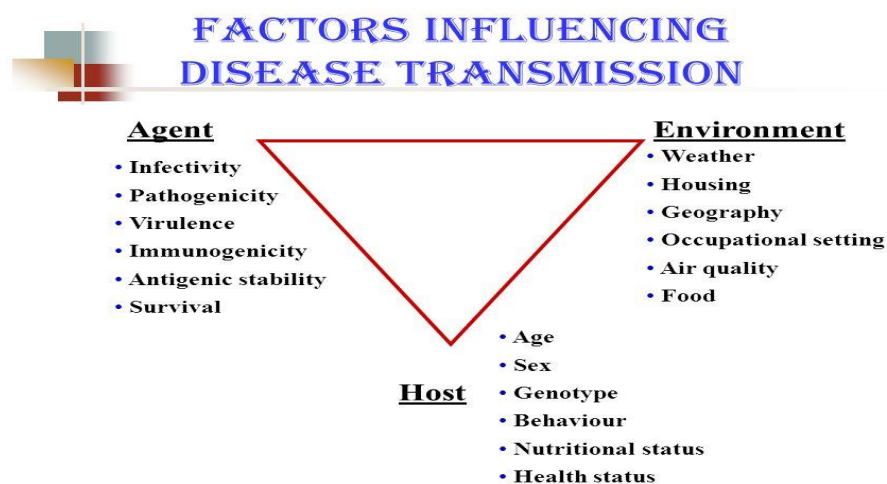 FACTORS INFLUENCING
DISEASE TRANSMISSION
Agent
• Infectivity
• Pathogenicity
• Virulence
• Immunogenicity
• Antigenic stability
• Survival
Environment
• Weather
• Housing
• Geography
• Occupational setting
• Air quality
• Food
Host
• Age
• Sex
• Genotype
• Behaviour
• Nutritional status
• Health status